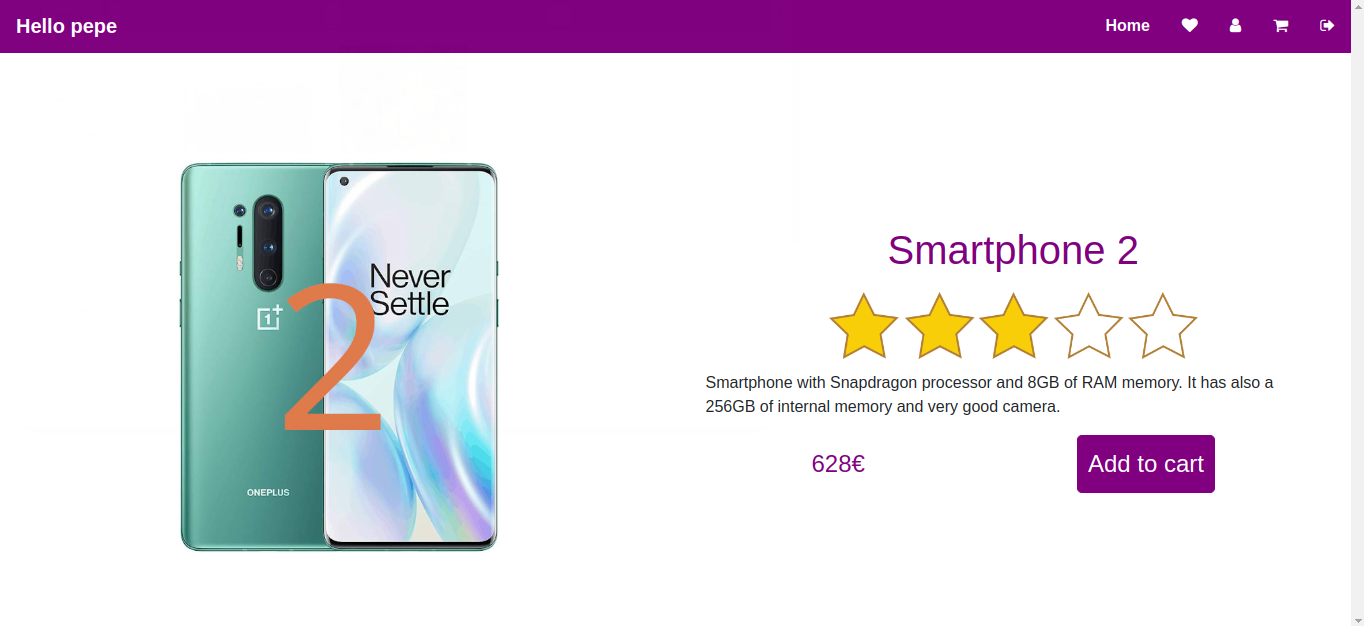 Hello pepe
Home
Never
Settle
2
ONEPLUS
Smartphone 2
Smartphone with Snapdragon processor and 8GB of RAM memory. It has also a
256GB of internal memory and very good camera.
628€
Add to cart